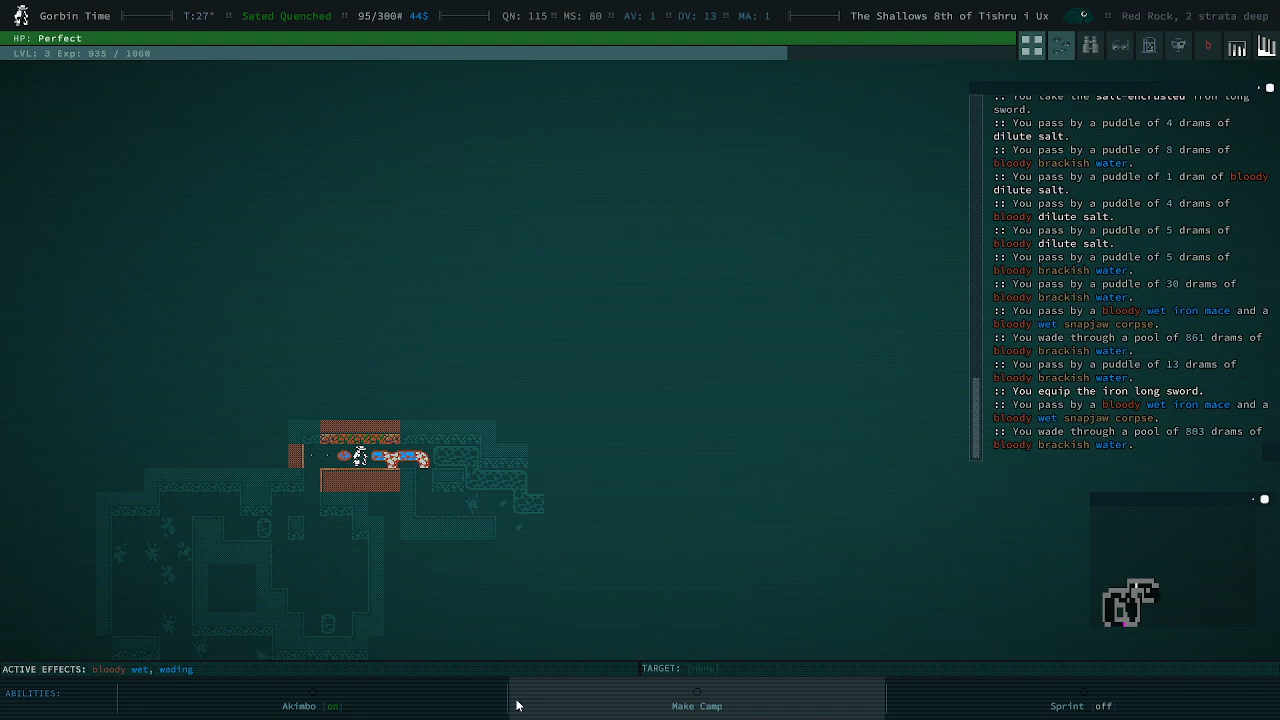 Gorbin Time T:27° Sated Quenched 95/300# 44$ QN: 115 MS: 80 AV: 1 DV: 13 MA: 1 The Shallows 8th of Tishru i Ux Red Rock, 2 strata deep
HP: Perfect
LVL: 3 Exp: 935 / 1060
:: You take the salt-encrusted iron long
sword.
:: You pass by a puddle of 4 drams of
dilute salt.
:: You pass by a puddle of 8 drams of
bloody brackish water.
:: You pass by a puddle of 1 dram of bloody
dilute salt.
:: You pass by a puddle of 4 drams of
bloody dilute salt.
:: You pass by a puddle of 5 drams of
bloody dilute salt.
:: You pass by a puddle of 5 drams of
bloody brackish water.
:: You pass by a puddle of 30 drams of
bloody brackish water.
:: You pass by a bloody wet iron mace and a
bloody wet snapjaw corpse.
:: You wade through a pool of 861 drams of
bloody brackish water.
:: You pass by a puddle of 13 drams of
bloody brackish water.
:: You equip the iron long sword.
:: You pass by a bloody wet iron mace and a
bloody wet snapjaw corpse.
:: You wade through a pool of 803 drams of
bloody brackish water.
ACTIVE EFFECTS: bloody wet, wading TARGET: [none]
ABILITIES: Akimbo [on] Make Camp Sprint [off]